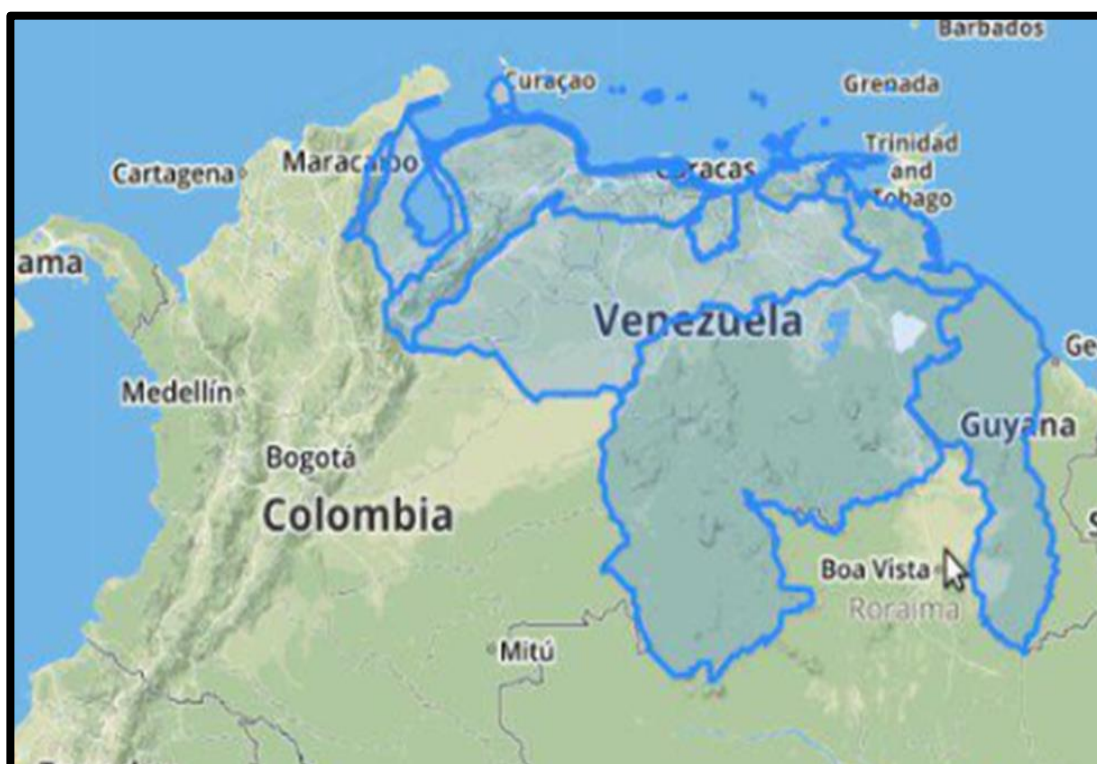 Barbados
Curaçao
Grenada
Trinidad
and
Tobago
Maracaibo
Caracas
Cartagena
ama
Venezuela
Ge
Medellín
Guyana
Bogotá
Colombia
S
Boa Vista
Roraima
Mitú